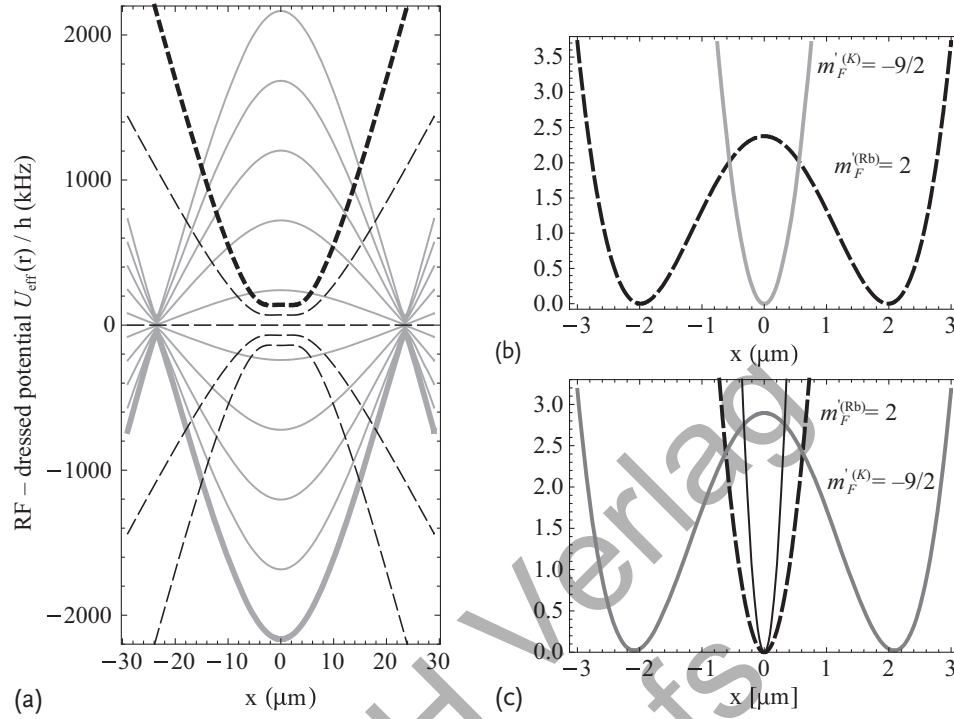 RF – dressed potential U_eff(r) / h (kHz)
2000
1000
0
−1000
−2000
−30 −20 −10 0 10 20 30
x (μm)
(a)
(b)
3.5
3.0
2.5
2.0
1.5
1.0
0.5
0.0
m'_F^(K) = –9/2
m'_F^(Rb) = 2
−3 −2 −1 0 1 2 3
x (μm)
(c)
3.0
2.5
2.0
1.5
1.0
0.5
0.0
m'_F^(Rb) = 2
m'_F^(K) = –9/2
−3 −2 −1 0 1 2 3
x [μm]
H Verlag
fs